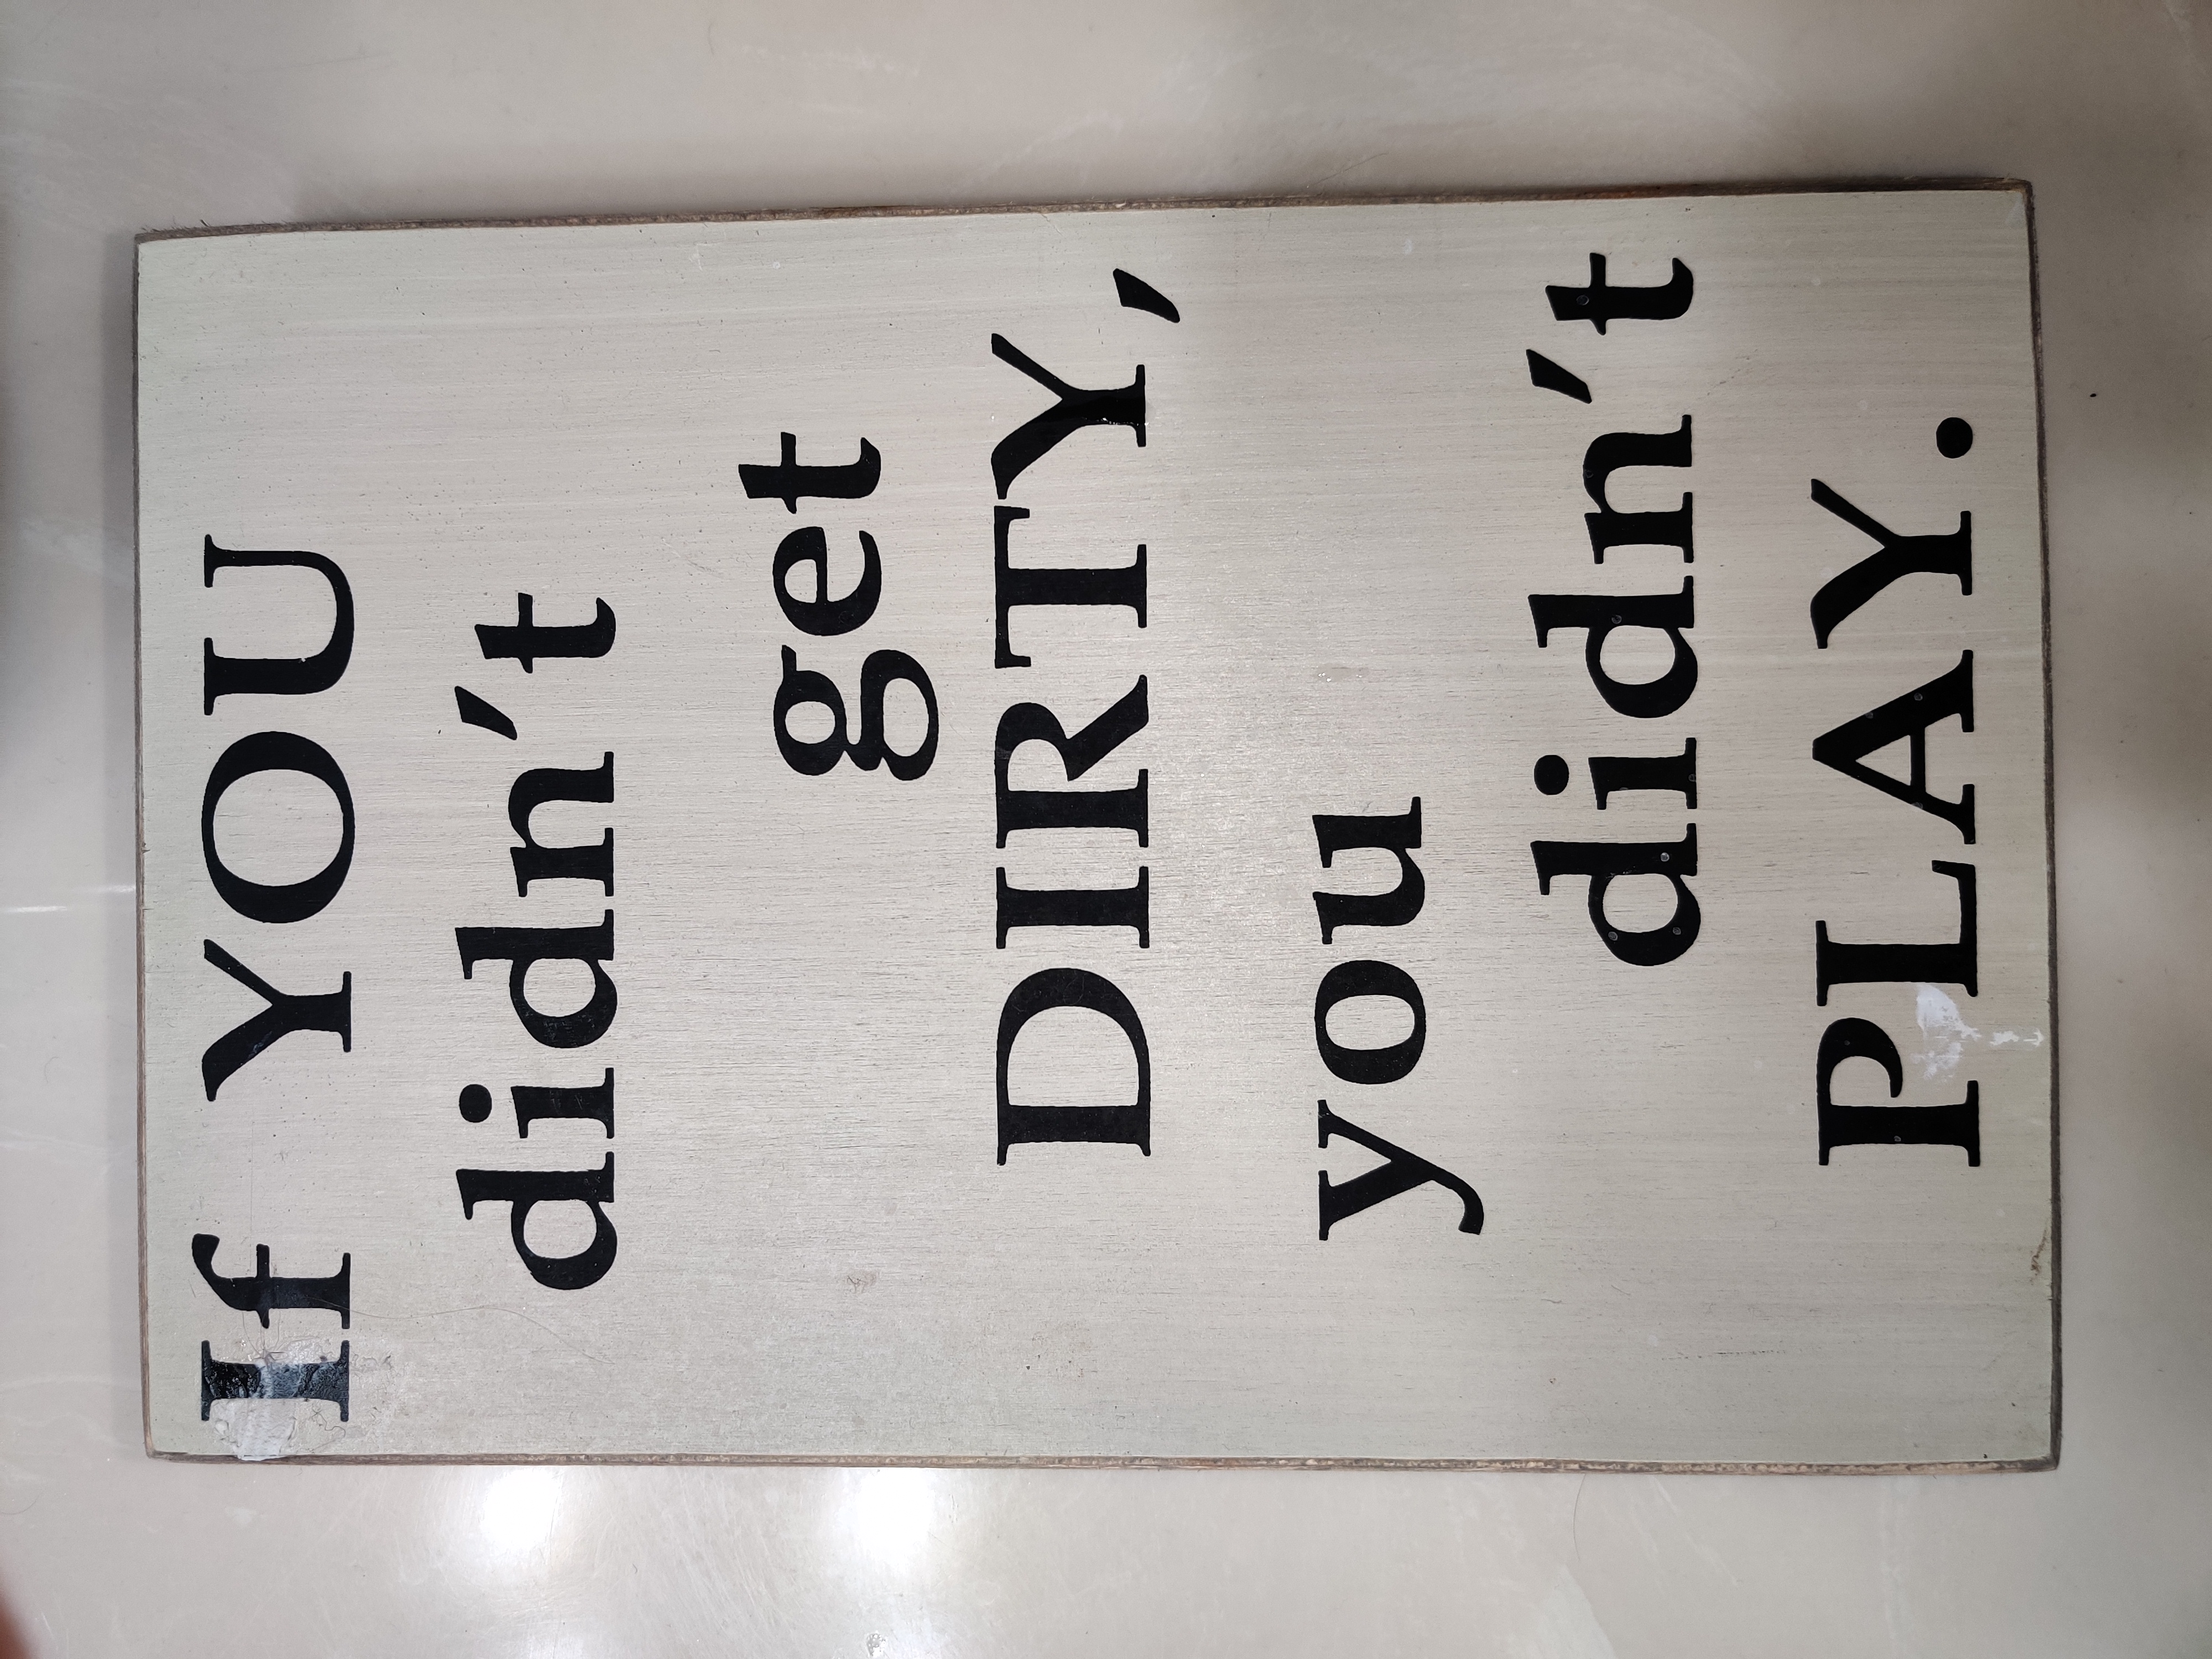 If YOU
didn't
get
DIRTY,
you
didn't
PLAY.